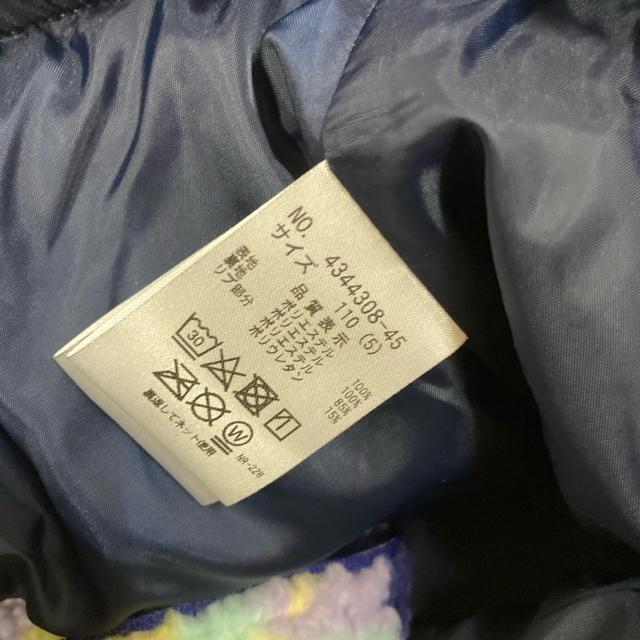 NO. 4344308-45
サイズ 110 (5)
品質表示
表地 ポリエステル 100%
裏地 ポリエステル 100%
リブ部分 ポリエステル 85%
ポリウレタン 15%
30
W
裏返してネット使用
NA-228